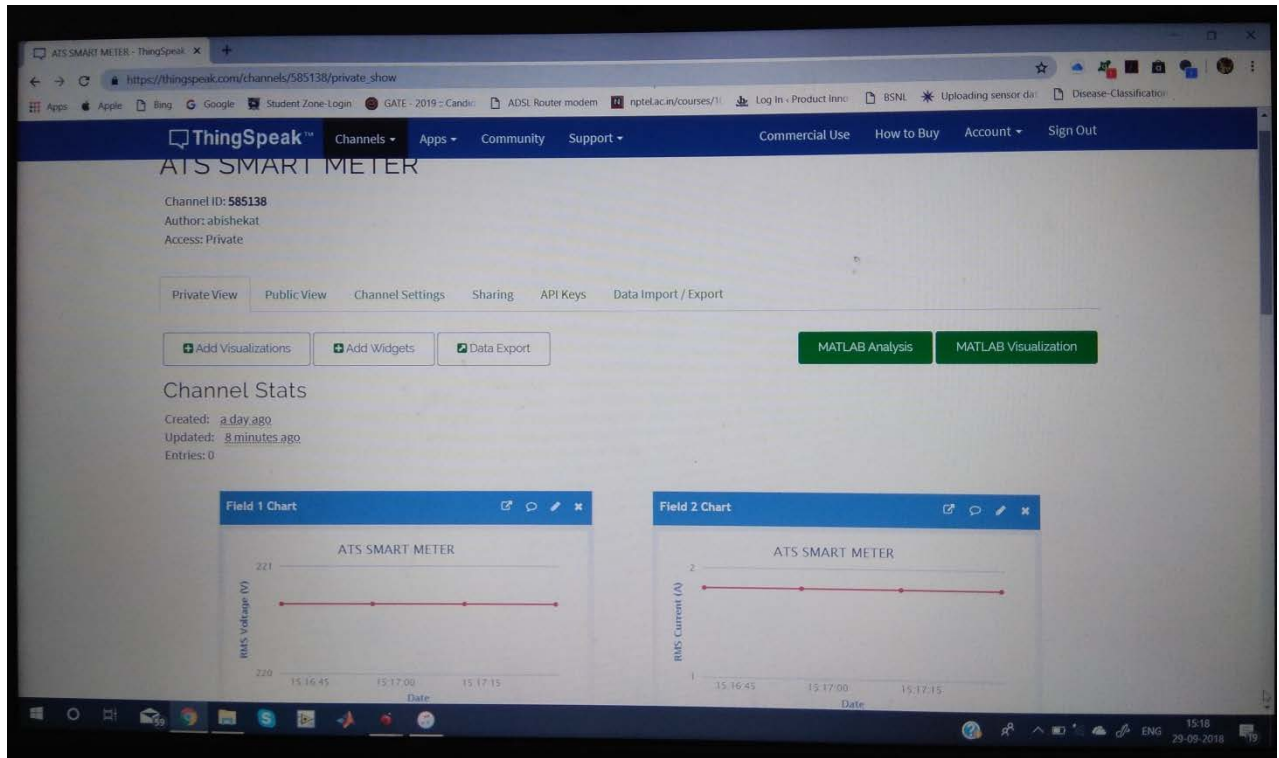 ATS SMART METER - ThingSpeak
https://thingspeak.com/channels/585138/private_show
Apps Apple Bing Google Student Zone-Login GATE - 2019 :: Candic ADSL Router modem nptel.ac.in/courses/1 Log In ‹ Product Inno BSNL Uploading sensor dat Disease-Classification
ThingSpeak™ Channels Apps Community Support Commercial Use How to Buy Account Sign Out
ATS SMART METER
Channel ID: 585138
Author: abishekat
Access: Private
Private View Public View Channel Settings Sharing API Keys Data Import / Export
Add Visualizations Add Widgets Data Export MATLAB Analysis MATLAB Visualization
Channel Stats
Created: a day ago
Updated: 8 minutes ago
Entries: 0
Field 1 Chart Field 2 Chart
ATS SMART METER ATS SMART METER
221 2
RMS Voltage (V) RMS Current (A)
220 1
15:16:45 15:17:00 15:17:15 15:16:45 15:17:00 15:17:15
Date Date
59 ENG 15:18
29-09-2018 19